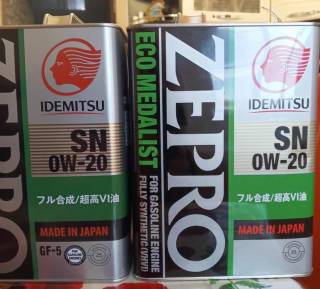 IDEMITSU
SN
0W-20
フル合成/超高VI油
MADE IN JAPAN
GF-5
ZEPRO
ECO MEDALIST
FOR GASOLINE ENGINE
FULLY SYNTHETIC (VHVI)
ZEPRO
IDEMITSU
SN
0W-20
フル合成/超高VI油
MADE IN JAPAN